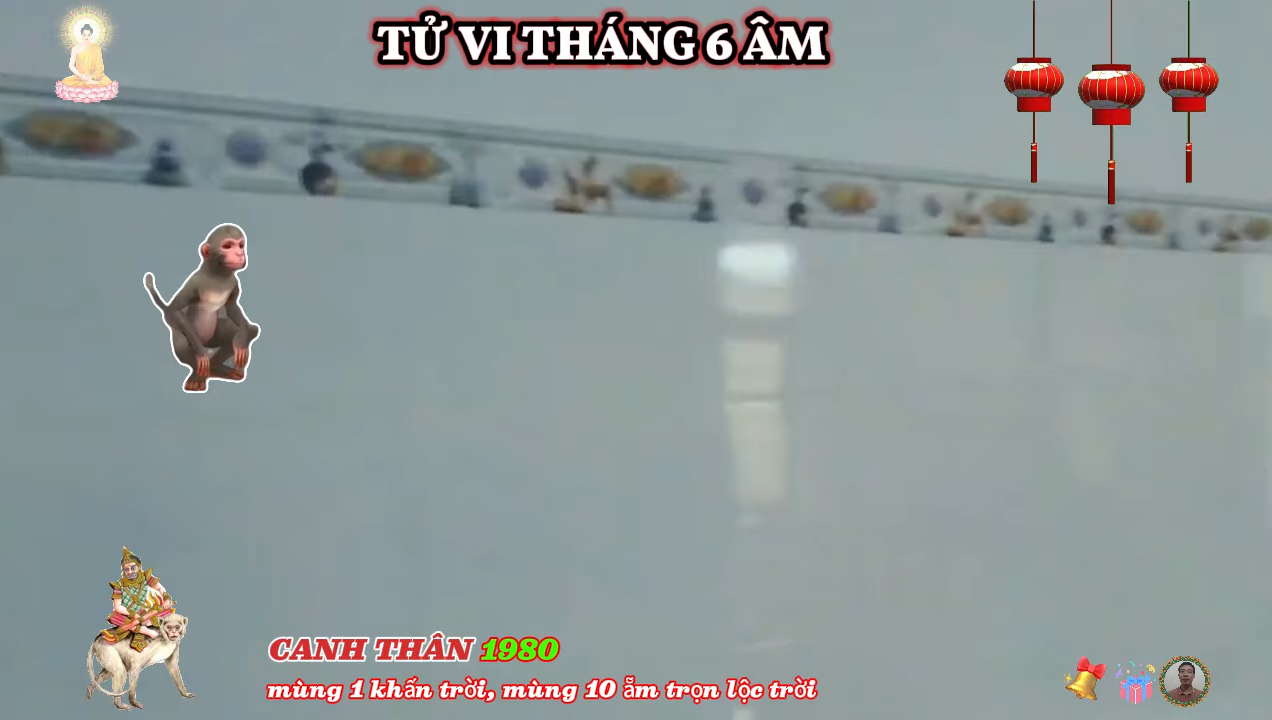 TỬ VI THÁNG 6 ÂM
CANH THÂN 1980
mùng 1 khấn trời, mùng 10 ẵm trọn lộc trời